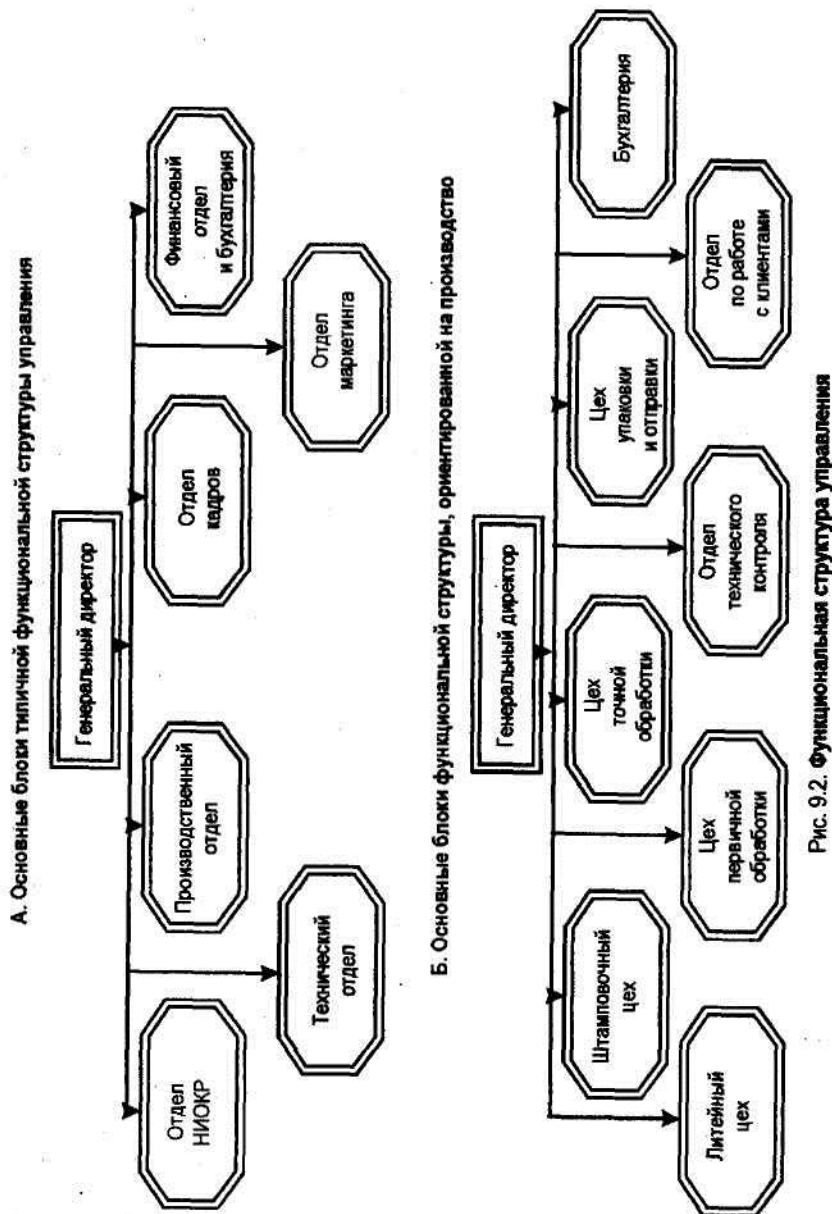 А. Основные блоки типичной функциональной структуры управления
Генеральный директор
Отдел
НИОКР
Технический
отдел
Производственный
отдел
Отдел
кадров
Отдел
маркетинга
Финансовый
отдел
и бухгалтерия
Б. Основные блоки функциональной структуры, ориентированной на производство
Генеральный директор
Литейный
цех
Штамповочный
цех
Цех
первичной
обработки
Цех
точной
обработки
Отдел
технического
контроля
Цех
упаковки
и отправки
Отдел
по работе
с клиентами
Бухгалтерия
Рис. 9.2. Функциональная структура управления